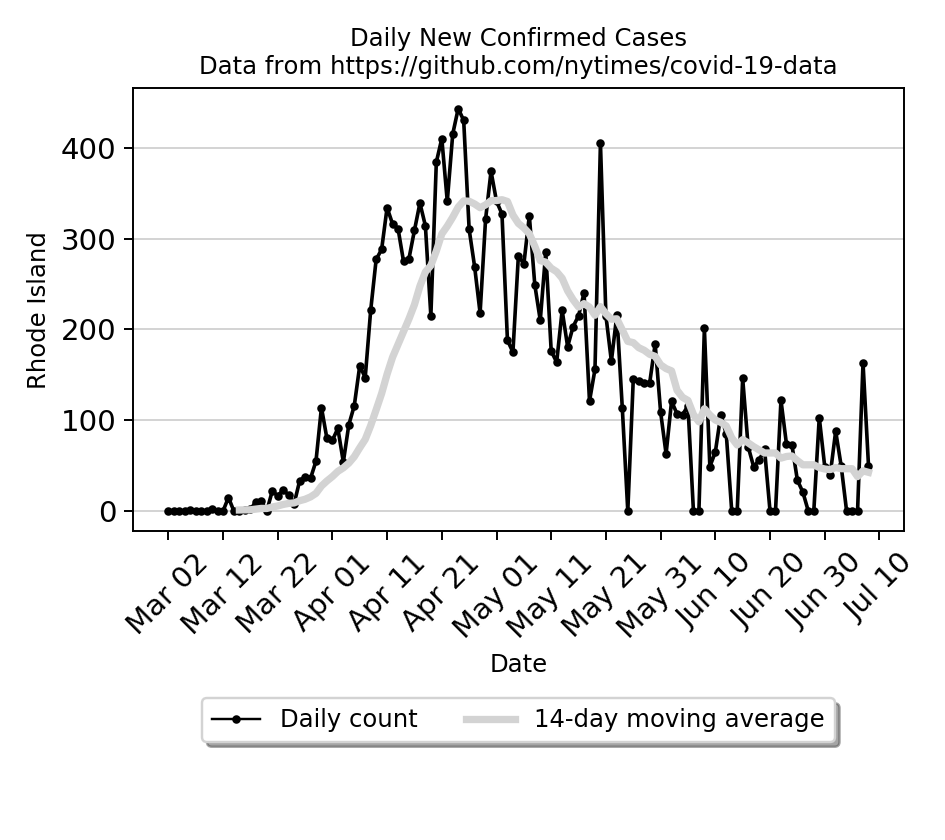 Daily New Confirmed Cases
Data from https://github.com/nytimes/covid-19-data
400
300
200
100
0
Rhode Island
Mar 02
Mar 12
Mar 22
Apr 01
Apr 11
Apr 21
May 01
May 11
May 21
May 31
Jun 10
Jun 20
Jun 30
Jul 10
Date
Daily count
14-day moving average